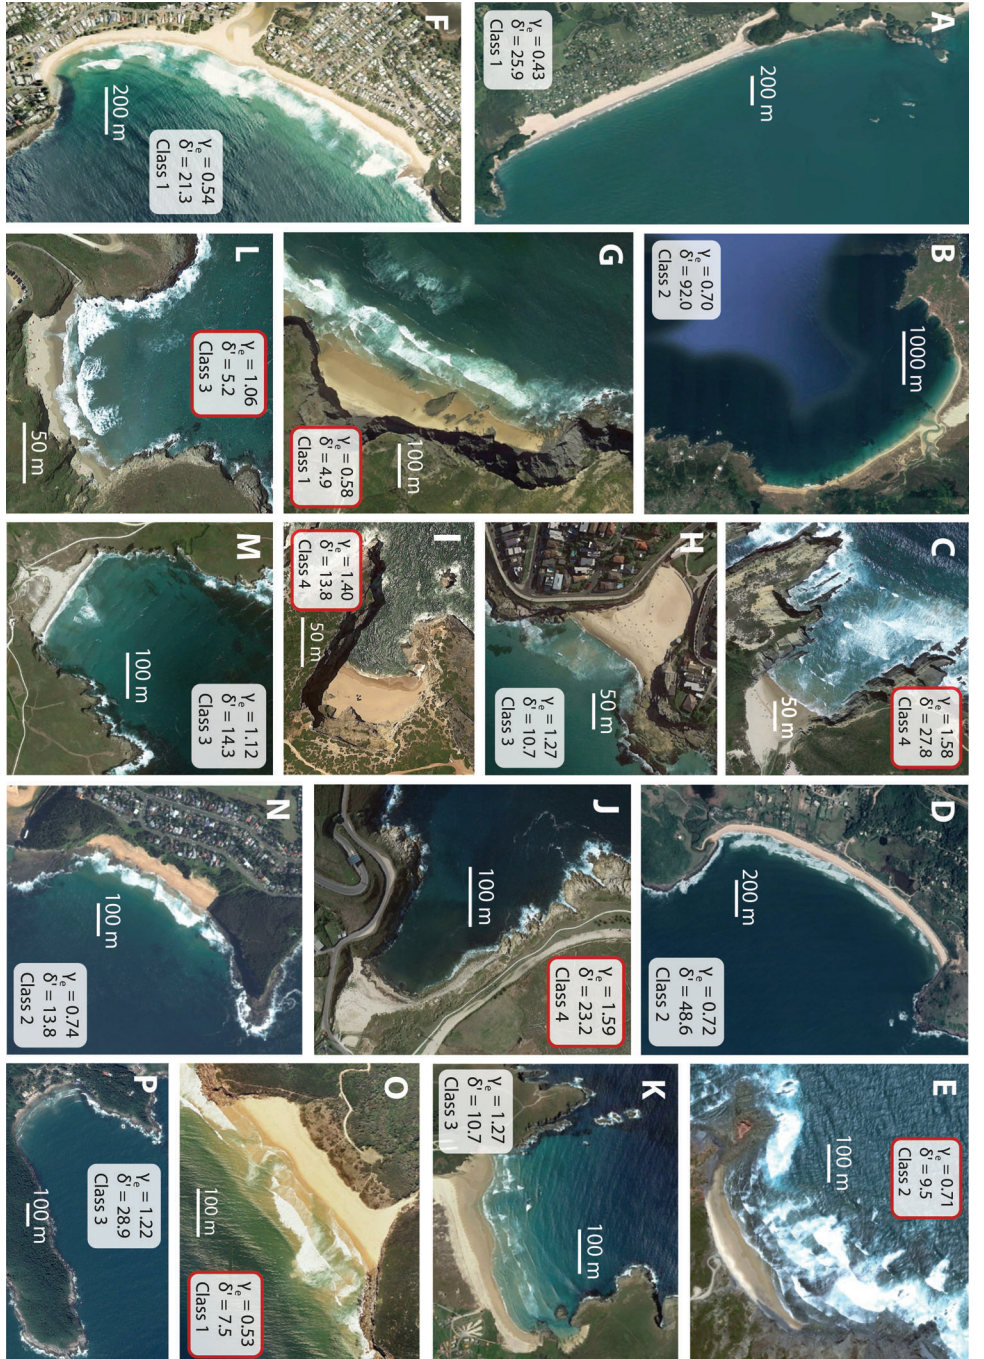 A
γe = 0.43
δ' = 25.9
Class 1
200 m
B
γe = 0.70
δ' = 92.0
Class 2
1000 m
C
γe = 1.58
δ' = 27.8
Class 4
50 m
D
γe = 0.72
δ' = 48.6
Class 2
200 m
E
γe = 0.71
δ' = 9.5
Class 2
100 m
F
γe = 0.54
δ' = 21.3
Class 1
200 m
G
γe = 0.58
δ' = 4.9
Class 1
100 m
H
γe = 1.27
δ' = 10.7
Class 3
50 m
I
γe = 1.40
δ' = 13.8
Class 4
50 m
J
γe = 1.59
δ' = 23.2
Class 4
100 m
K
γe = 1.27
δ' = 10.7
Class 3
100 m
L
γe = 1.06
δ' = 5.2
Class 3
50 m
M
γe = 1.12
δ' = 14.3
Class 3
100 m
N
γe = 0.74
δ' = 13.8
Class 2
100 m
O
γe = 0.53
δ' = 7.5
Class 1
100 m
P
γe = 1.22
δ' = 28.9
Class 3
100 m